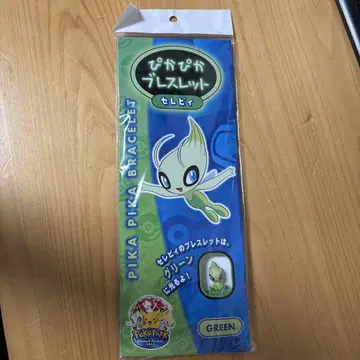 ぴかぴか
ブレスレット
セレビィ
PIKA PIKA BRACELET
セレビィのブレスレットは、
グリーン
に光るよ!
GREEN